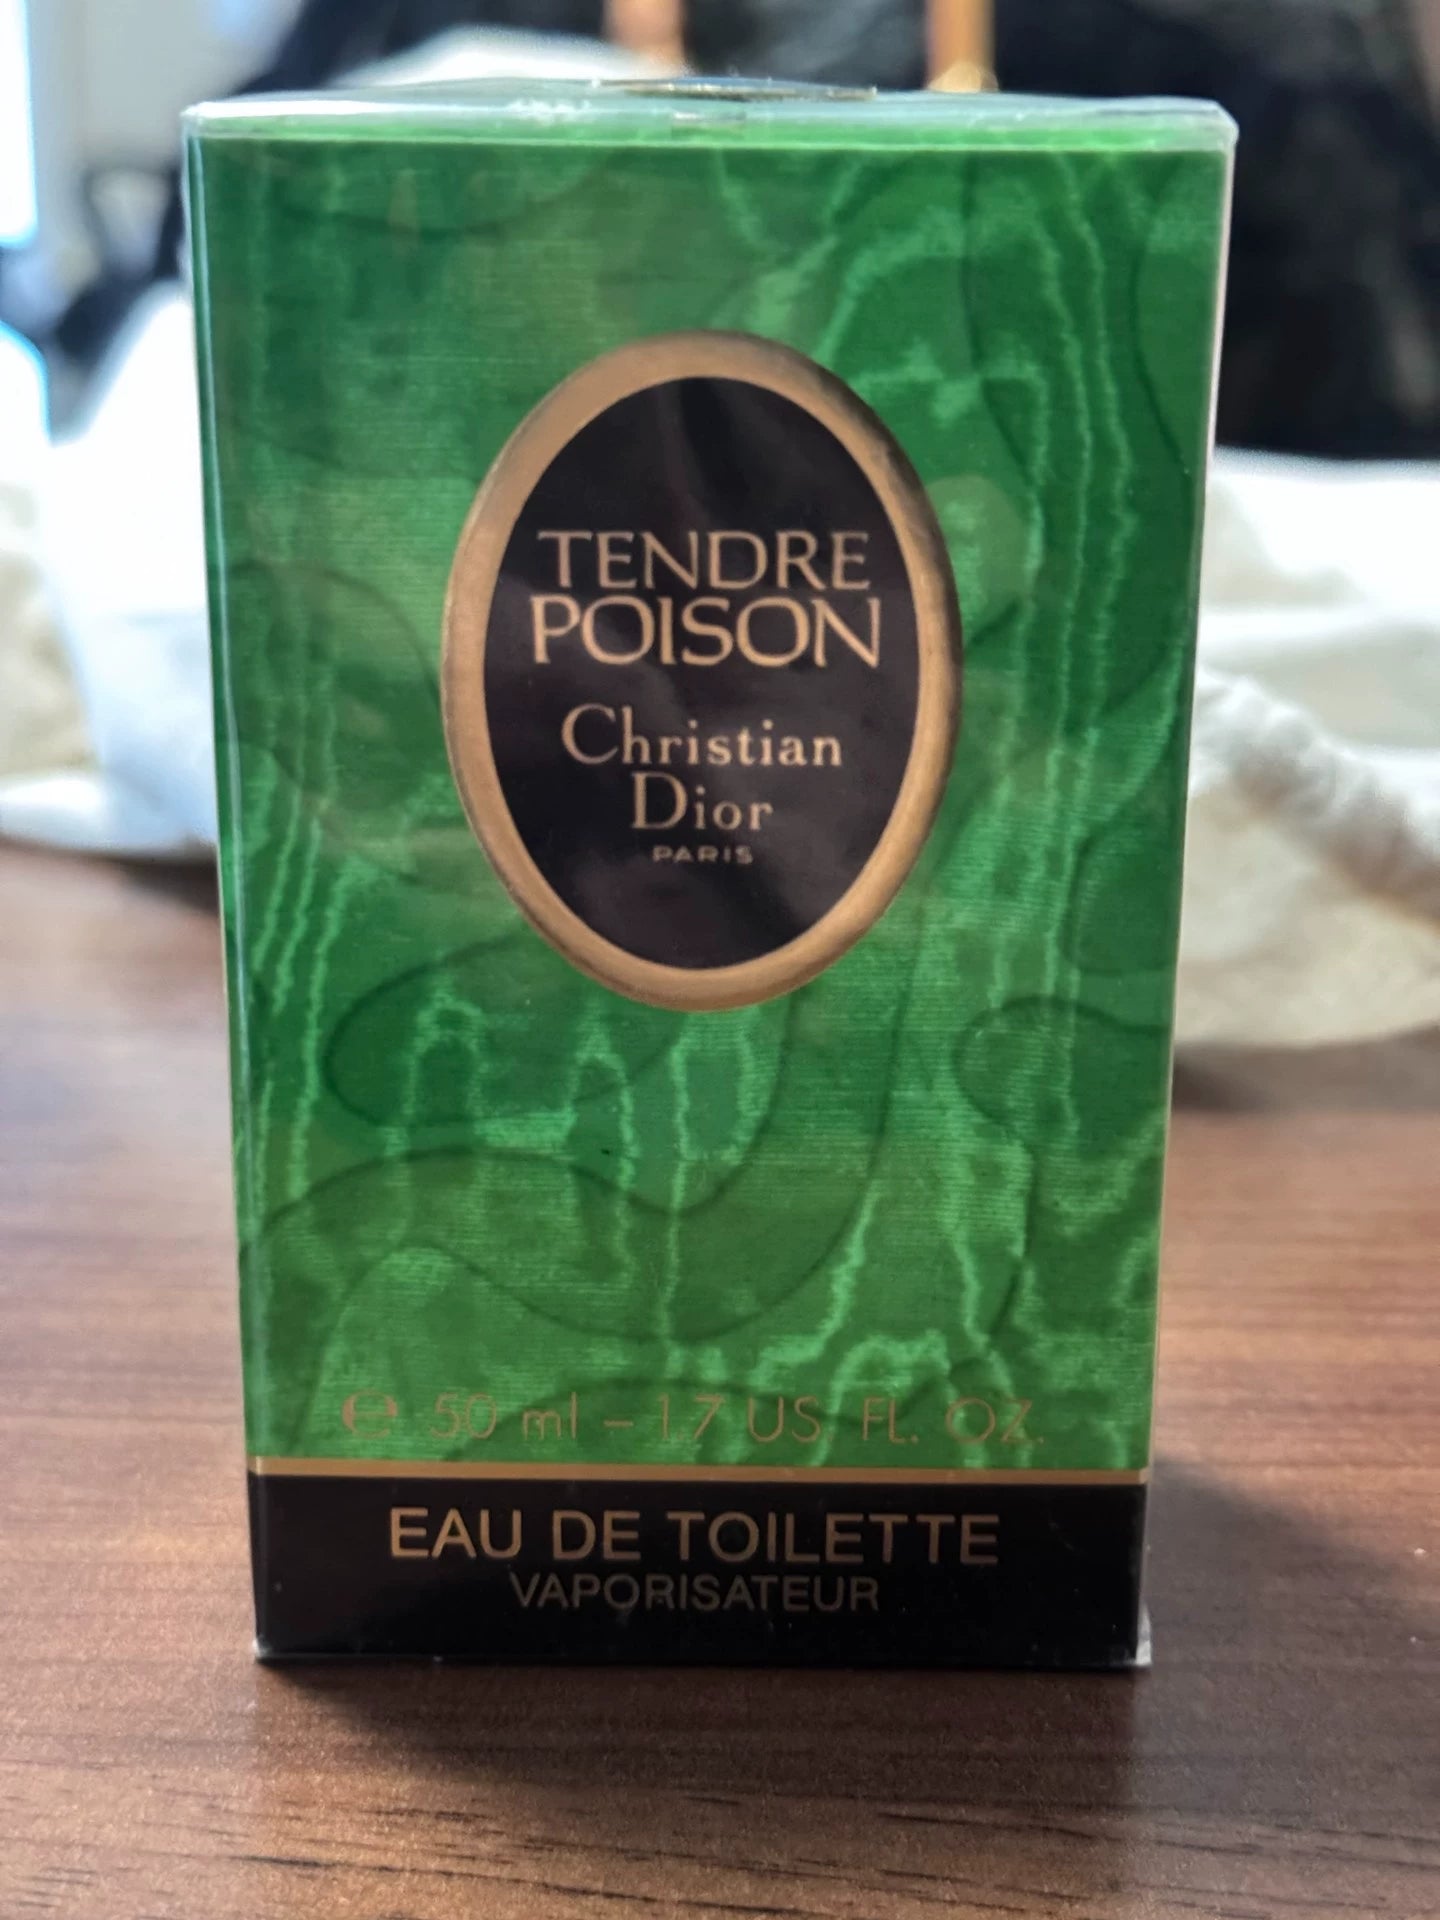 TENDRE
POISON
Christian
Dior
PARIS
℮ 50 ml – 1.7 US. FL. OZ.
EAU DE TOILETTE
VAPORISATEUR